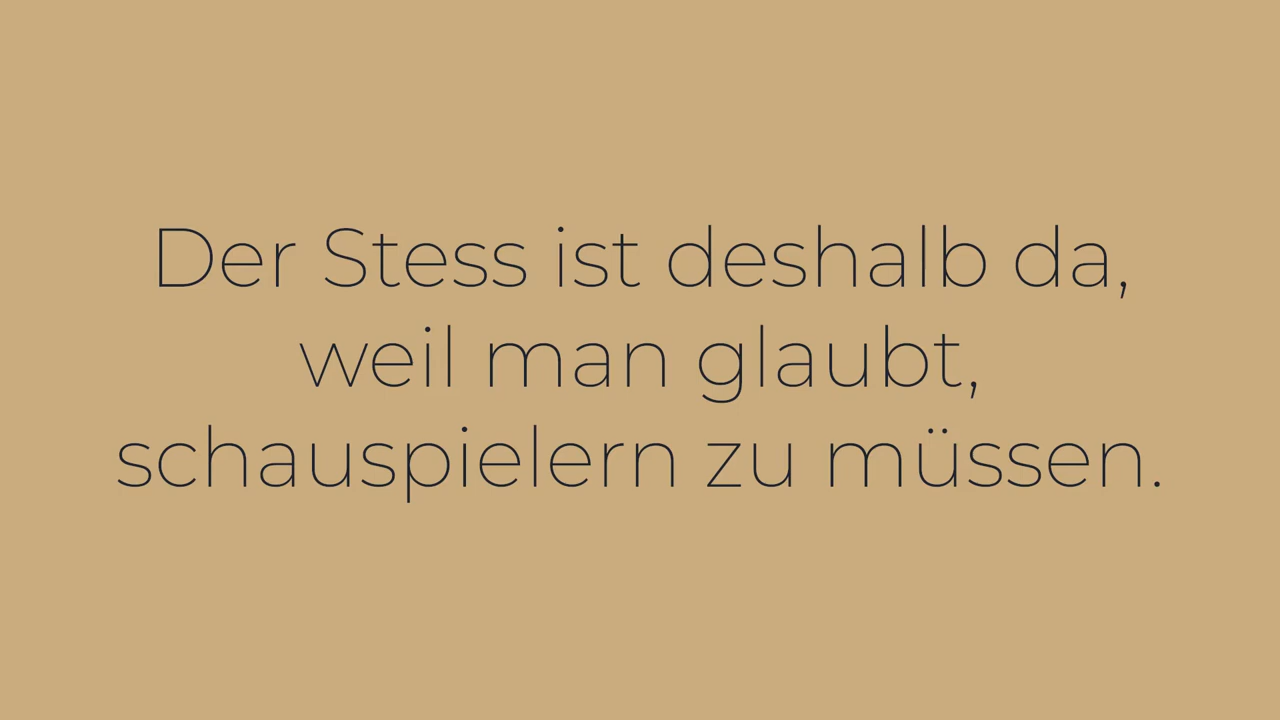 Der Stess ist deshalb da,
weil man glaubt,
schauspielern zu müssen.